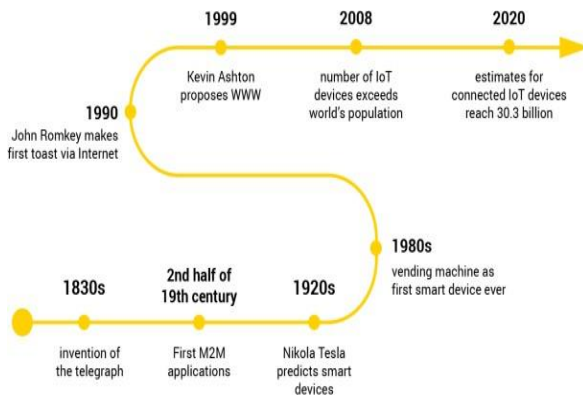 1999
Kevin Ashton
proposes WWW
2008
number of IoT
devices exceeds
world's population
2020
estimates for
connected IoT devices
reach 30.3 billion
1990
John Romkey makes
first toast via Internet
1980s
vending machine as
first smart device ever
1830s
invention of
the telegraph
2nd half of
19th century
First M2M
applications
1920s
Nikola Tesla
predicts smart
devices